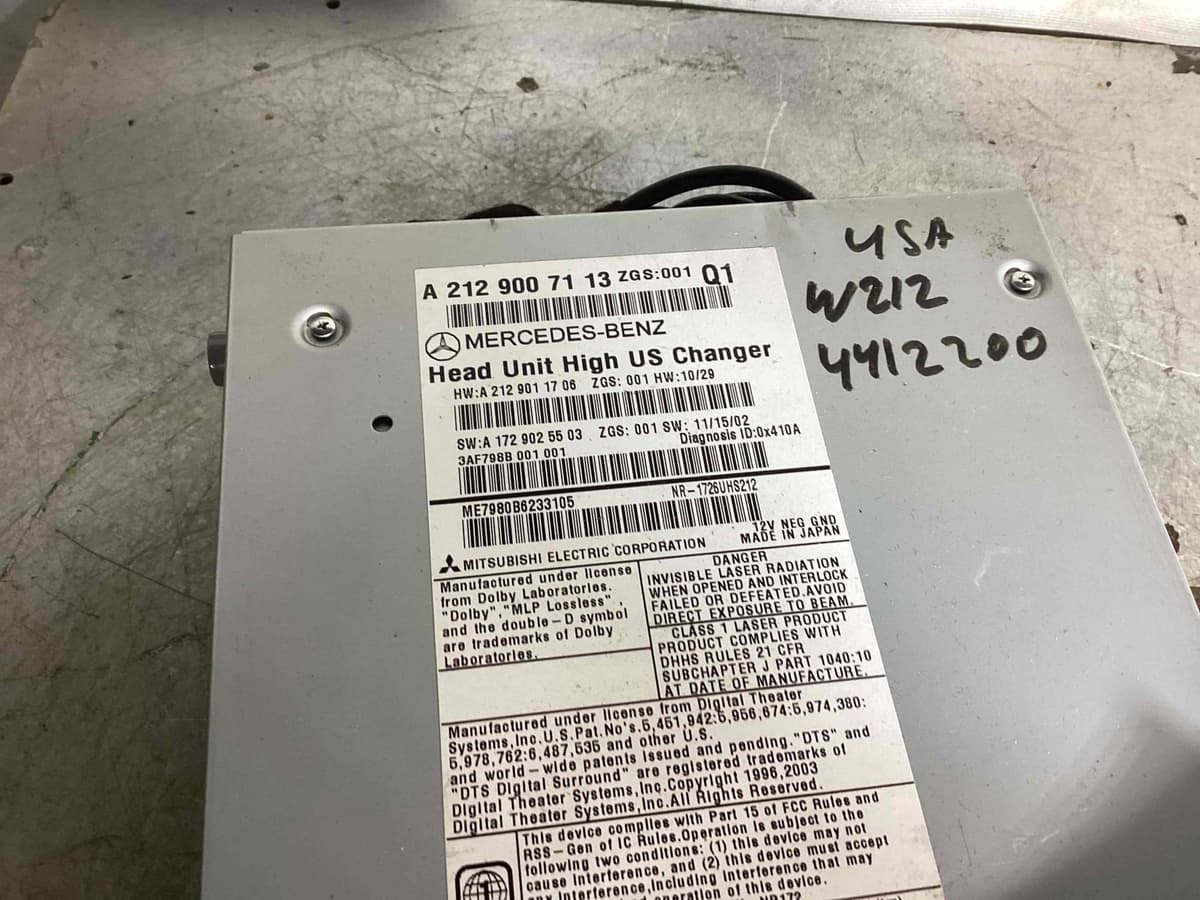 A 212 900 71 13 ZGS:001 Q1
MERCEDES-BENZ
Head Unit High US Changer
HW:A 212 901 17 06 ZGS: 001 HW:10/29
SW:A 172 902 55 03 ZGS: 001 SW: 11/15/02
3AF798B 001 001 Diagnosis ID:0x410A
ME7980B6233105 NR-1726UHS212
12V NEG GND
MITSUBISHI ELECTRIC CORPORATION MADE IN JAPAN
Manufactured under license
from Dolby Laboratories.
"Dolby","MLP Lossless",
and the double-D symbol
are trademarks of Dolby
Laboratories.
DANGER
INVISIBLE LASER RADIATION
WHEN OPENED AND INTERLOCK
FAILED OR DEFEATED.AVOID
DIRECT EXPOSURE TO BEAM.
CLASS 1 LASER PRODUCT
PRODUCT COMPLIES WITH
DHHS RULES 21 CFR
SUBCHAPTER J PART 1040:10
AT DATE OF MANUFACTURE.
Manufactured under license from Digital Theater
Systems,Inc.U.S.Pat.No's.5,451,942:5,956,674:5,974,380:
5,978,762:6,487,535 and other U.S.
and world-wide patents issued and pending."DTS" and
"DTS Digital Surround" are registered trademarks of
Digital Theater Systems,Inc.Copyright 1996,2003
Digital Theater Systems,Inc.All Rights Reserved.
This device complies with Part 15 of FCC Rules and
RSS-Gen of IC Rules.Operation is subject to the
following two conditions: (1) this device may not
cause interference, and (2) this device must accept
any interference,including interference that may
operation of this device.
USA
W212
4412200